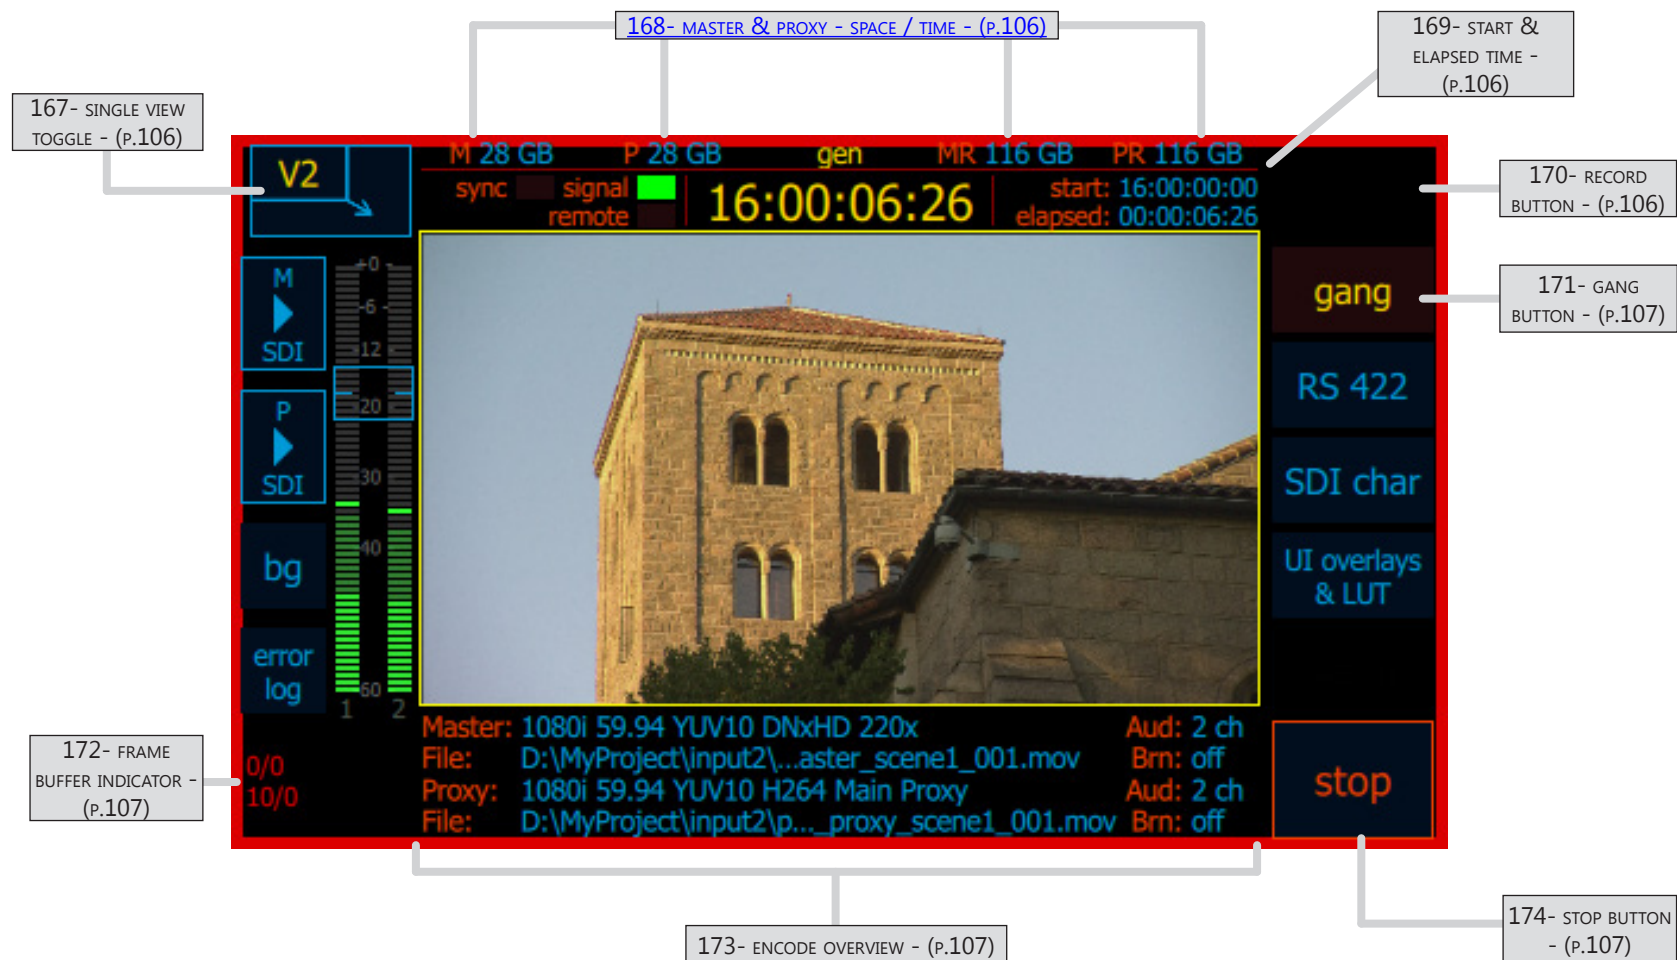 168- MASTER & PROXY - SPACE / TIME - (P.106)
169- START &
ELAPSED TIME -
(P.106)
167- SINGLE VIEW
TOGGLE - (P.106)
170- RECORD
BUTTON - (P.106)
171- GANG
BUTTON - (P.107)
V2
M 28 GB P 28 GB gen MR 116 GB PR 116 GB
sync signal
remote
16:00:06:26
start: 16:00:00:00
elapsed: 00:00:06:26
M
SDI
P
SDI
bg
error
log
+0
-6
-12
-20
-30
-40
-60
1 2
gang
RS 422
SDI char
UI overlays
& LUT
stop
0/0
10/0
Master: 1080i 59.94 YUV10 DNxHD 220x Aud: 2 ch
File: D:\MyProject\input2\...aster_scene1_001.mov Brn: off
Proxy: 1080i 59.94 YUV10 H264 Main Proxy Aud: 2 ch
File: D:\MyProject\input2\p..._proxy_scene1_001.mov Brn: off
172- FRAME
BUFFER INDICATOR -
(P.107)
173- ENCODE OVERVIEW - (P.107)
174- STOP BUTTON
- (P.107)